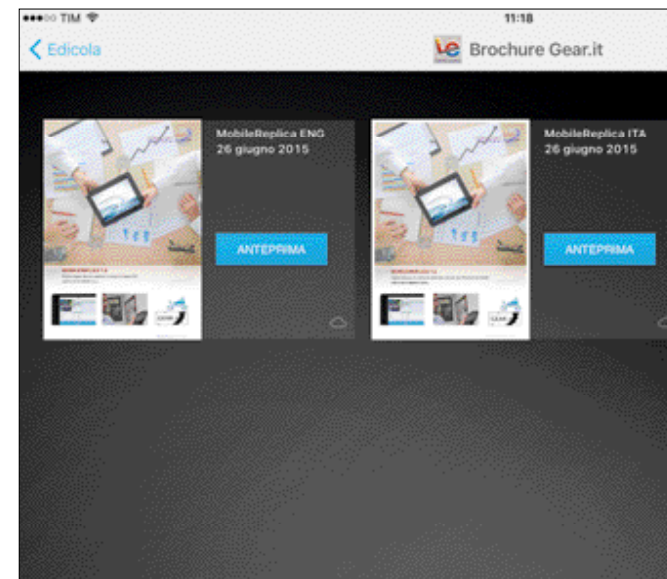 TIM
11:18
Edicola
Brochure Gear.it
MobileReplica ENG
26 giugno 2015
ANTEPRIMA
MobileReplica ITA
26 giugno 2015
ANTEPRIMA